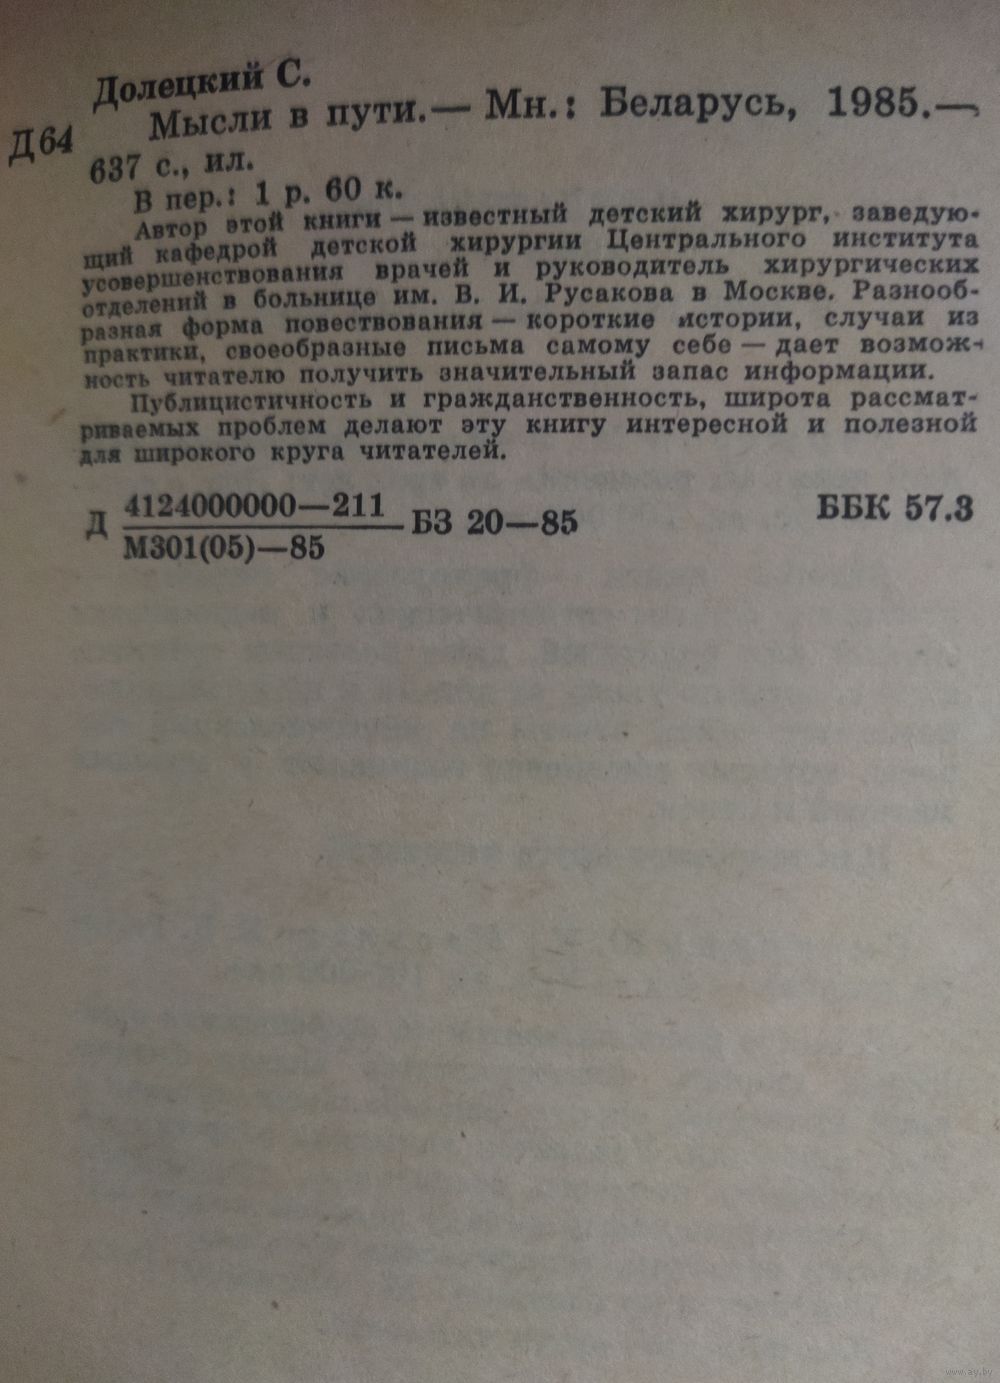 Долецкий С.
Д64
Мысли в пути.— Мн.: Беларусь, 1985.—
637 с., ил.
В пер.: 1 р. 60 к.
Автор этой книги — известный детский хирург, заведую-
щий кафедрой детской хирургии Центрального института
усовершенствования врачей и руководитель хирургических
отделений в больнице им. В. И. Русакова в Москве. Разнооб-
разная форма повествования — короткие истории, случаи из
практики, своеобразные письма самому себе — дает возмож-
ность читателю получить значительный запас информации.
Публицистичность и гражданственность, широта рассмат-
риваемых проблем делают эту книгу интересной и полезной
для широкого круга читателей.
4124000000—211
Д БЗ 20—85 ББК 57.3
М301(05)—85
www.ay.by